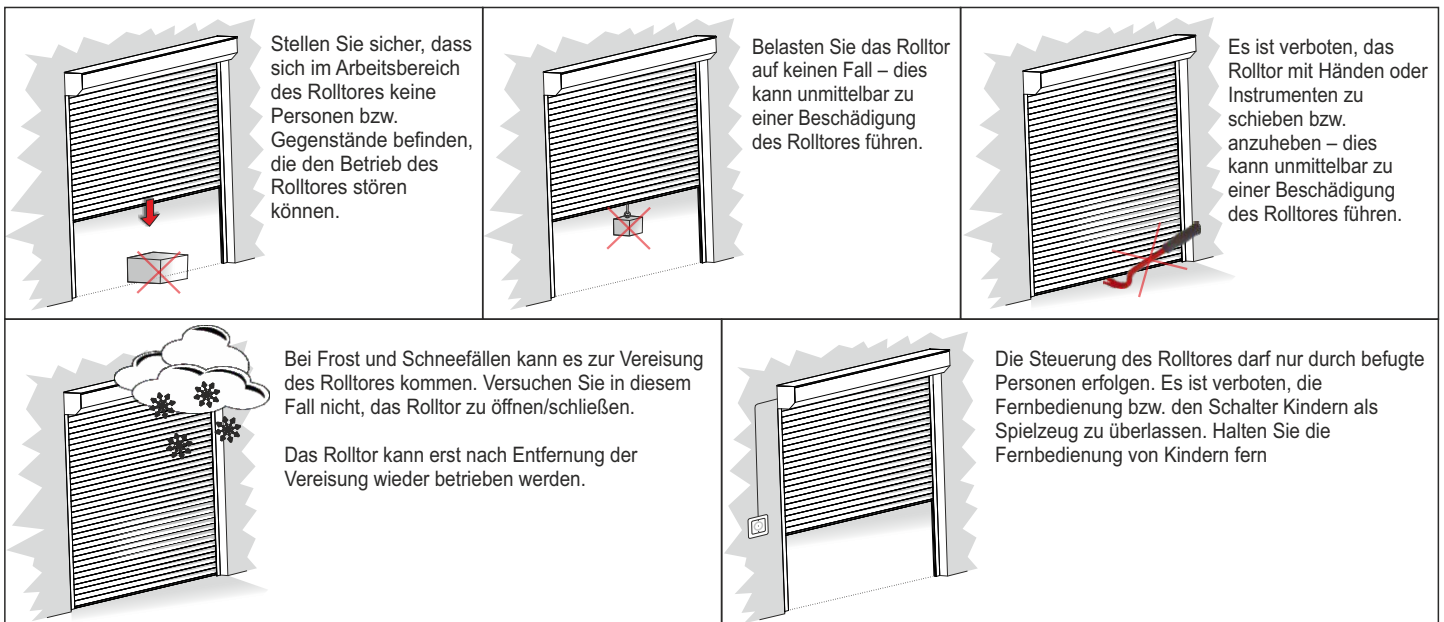 Stellen Sie sicher, dass
sich im Arbeitsbereich
des Rolltores keine
Personen bzw.
Gegenstände befinden,
die den Betrieb des
Rolltores stören
können.
Belasten Sie das Rolltor
auf keinen Fall – dies
kann unmittelbar zu
einer Beschädigung
des Rolltores führen.
Es ist verboten, das
Rolltor mit Händen oder
Instrumenten zu
schieben bzw.
anzuheben – dies
kann unmittelbar zu
einer Beschädigung
des Rolltores führen.
Bei Frost und Schneefällen kann es zur Vereisung
des Rolltores kommen. Versuchen Sie in diesem
Fall nicht, das Rolltor zu öffnen/schließen.
Das Rolltor kann erst nach Entfernung der
Vereisung wieder betrieben werden.
Die Steuerung des Rolltores darf nur durch befugte
Personen erfolgen. Es ist verboten, die
Fernbedienung bzw. den Schalter Kindern als
Spielzeug zu überlassen. Halten Sie die
Fernbedienung von Kindern fern